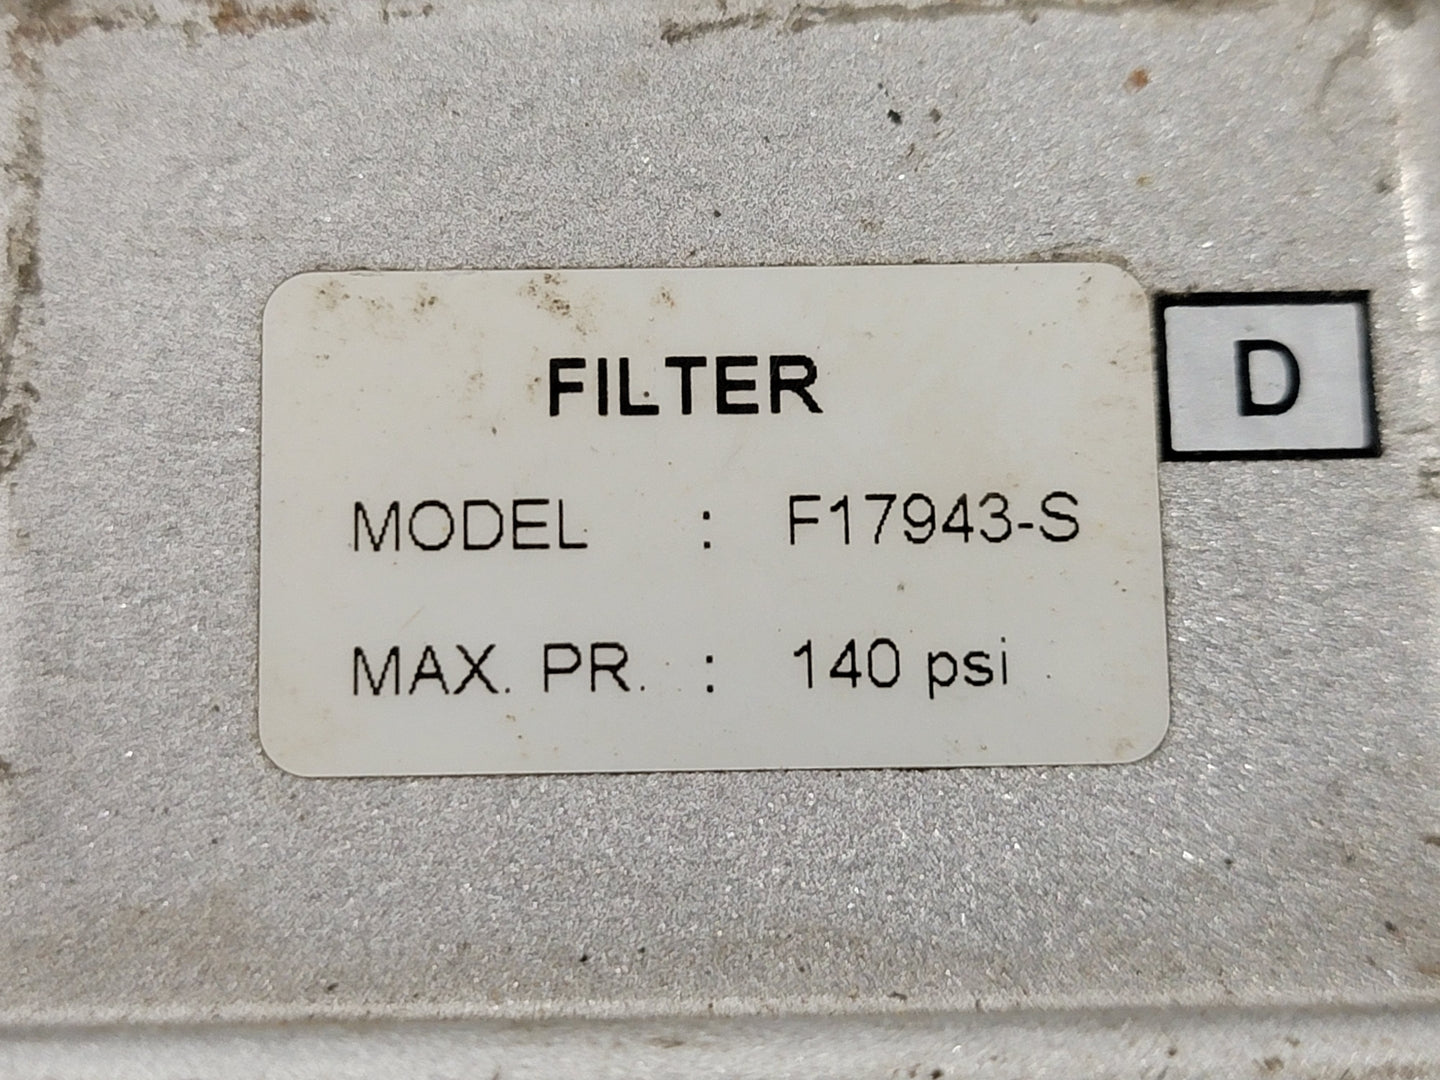 FILTER
D
MODEL : F17943-S
MAX. PR. : 140 psi